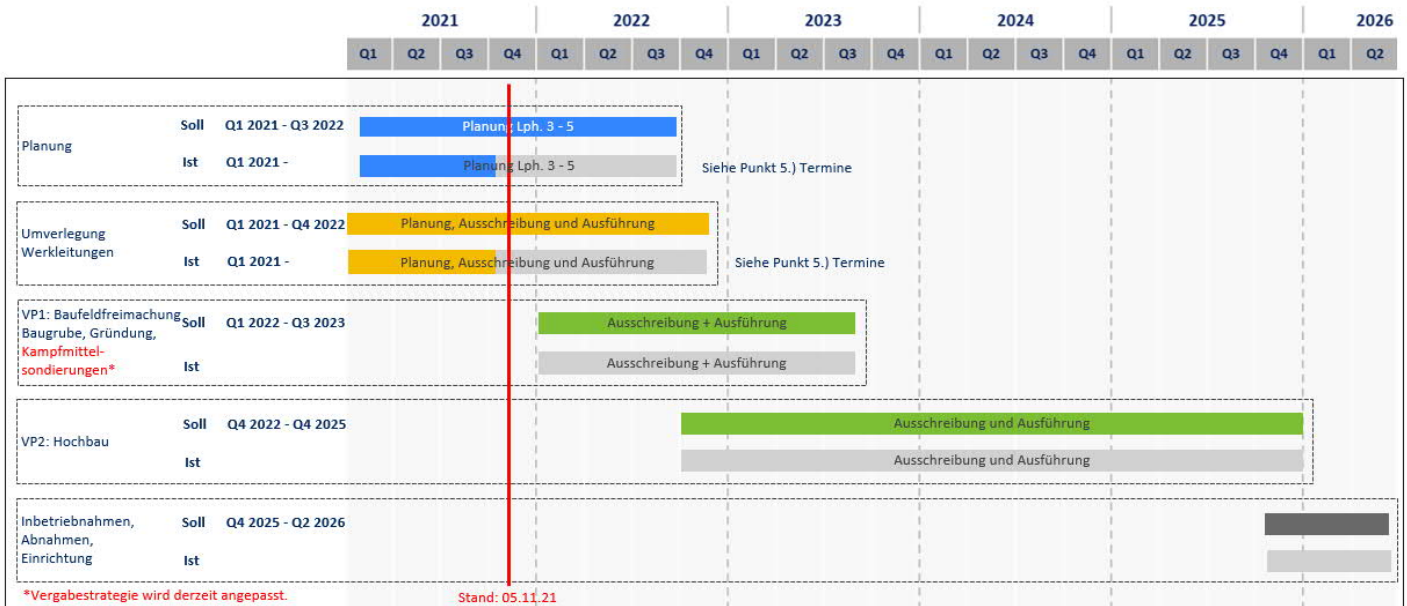 2021 2022 2023 2024 2025 2026
Q1 Q2 Q3 Q4 Q1 Q2 Q3 Q4 Q1 Q2 Q3 Q4 Q1 Q2 Q3 Q4 Q1 Q2 Q3 Q4 Q1 Q2
Planung
Soll Q1 2021 - Q3 2022 Planung Lph. 3 - 5
Ist Q1 2021 - Planung Lph. 3 - 5 Siehe Punkt 5.) Termine
Umverlegung
Werkleitungen
Soll Q1 2021 - Q4 2022 Planung, Ausschreibung und Ausführung
Ist Q1 2021 - Planung, Ausschreibung und Ausführung Siehe Punkt 5.) Termine
VP1: Baufeldfreimachung
Baugrube, Gründung,
Kampfmittel-
sondierungen*
Soll Q1 2022 - Q3 2023 Ausschreibung + Ausführung
Ist Ausschreibung + Ausführung
VP2: Hochbau
Soll Q4 2022 - Q4 2025 Ausschreibung und Ausführung
Ist Ausschreibung und Ausführung
Inbetriebnahmen,
Abnahmen,
Einrichtung
Soll Q4 2025 - Q2 2026
Ist
*Vergabestrategie wird derzeit angepasst. Stand: 05.11.21